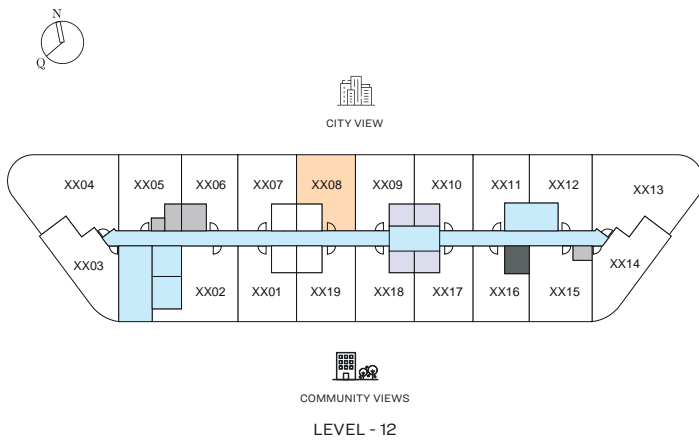 N
Q
CITY VIEW
XX04 XX05 XX06 XX07 XX08 XX09 XX10 XX11 XX12 XX13
XX03 XX02 XX01 XX19 XX18 XX17 XX16 XX15 XX14
COMMUNITY VIEWS
LEVEL - 12